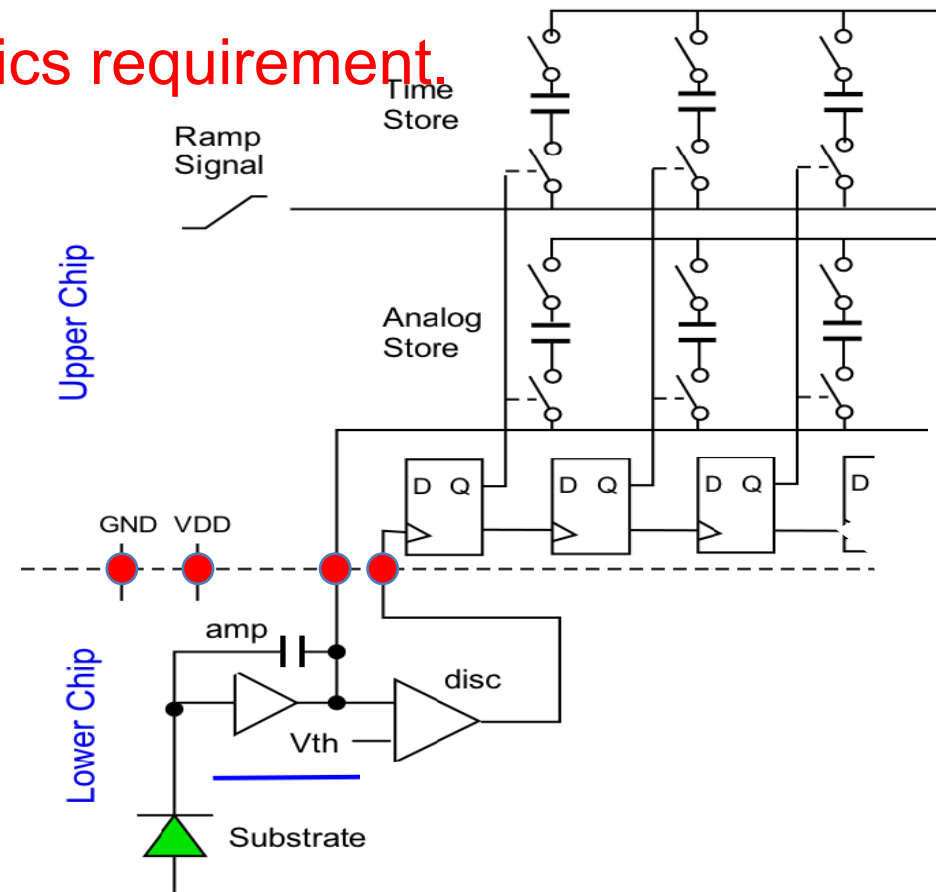 ics requirement.
Time
Store
Ramp
Signal
Upper Chip
Analog
Store
D Q
D Q
D Q
D
GND VDD
amp
disc
Vth
Lower Chip
Substrate